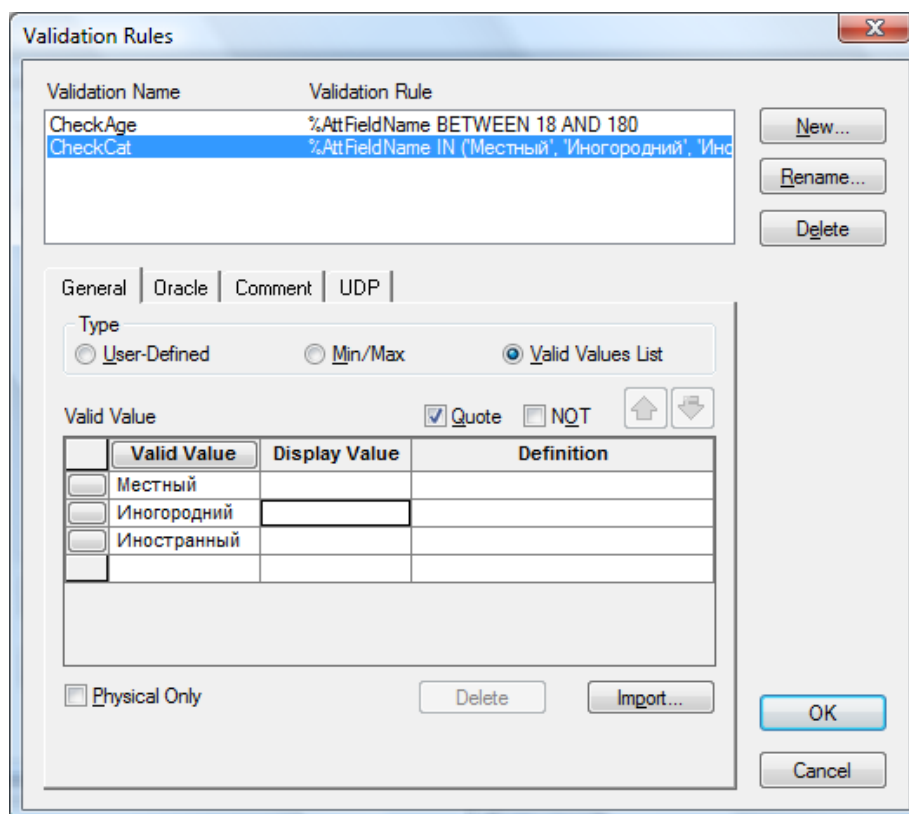 Validation Rules
Validation Name Validation Rule
CheckAge %AttFieldName BETWEEN 18 AND 180
CheckCat %AttFieldName IN ('Местный', 'Иногородний', 'Инс
New...
Rename...
Delete
General Oracle Comment UDP
Type
User-Defined Min/Max Valid Values List
Valid Value Quote NOT
Valid Value Display Value Definition
Местный
Иногородний
Иностранный
Physical Only Delete Import...
OK
Cancel